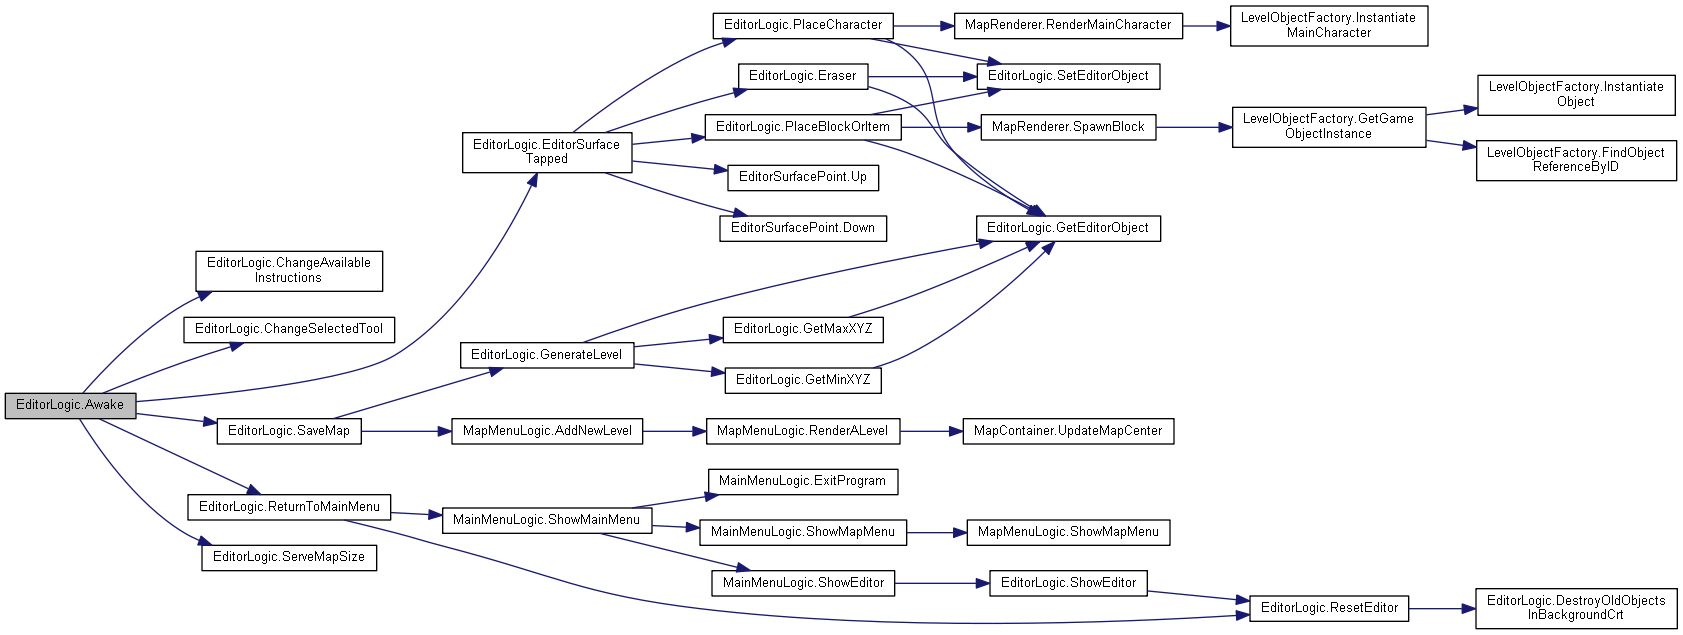 EditorLogic.Awake
EditorLogic.ChangeAvailable
Instructions
EditorLogic.ChangeSelectedTool
EditorLogic.EditorSurface
Tapped
EditorLogic.SaveMap
EditorLogic.ReturnToMainMenu
EditorLogic.ServeMapSize
EditorLogic.PlaceCharacter
EditorLogic.Eraser
EditorLogic.PlaceBlockOrItem
EditorSurfacePoint.Up
EditorSurfacePoint.Down
EditorLogic.GenerateLevel
EditorLogic.GetMaxXYZ
EditorLogic.GetMinXYZ
MapMenuLogic.AddNewLevel
MapMenuLogic.RenderALevel
MapContainer.UpdateMapCenter
MainMenuLogic.ShowMainMenu
MainMenuLogic.ExitProgram
MainMenuLogic.ShowMapMenu
MapMenuLogic.ShowMapMenu
MainMenuLogic.ShowEditor
EditorLogic.ShowEditor
EditorLogic.ResetEditor
EditorLogic.DestroyOldObjects
InBackgroundCrt
MapRenderer.RenderMainCharacter
LevelObjectFactory.Instantiate
MainCharacter
EditorLogic.SetEditorObject
MapRenderer.SpawnBlock
LevelObjectFactory.GetGame
ObjectInstance
LevelObjectFactory.Instantiate
Object
LevelObjectFactory.FindObject
ReferenceByID
EditorLogic.GetEditorObject